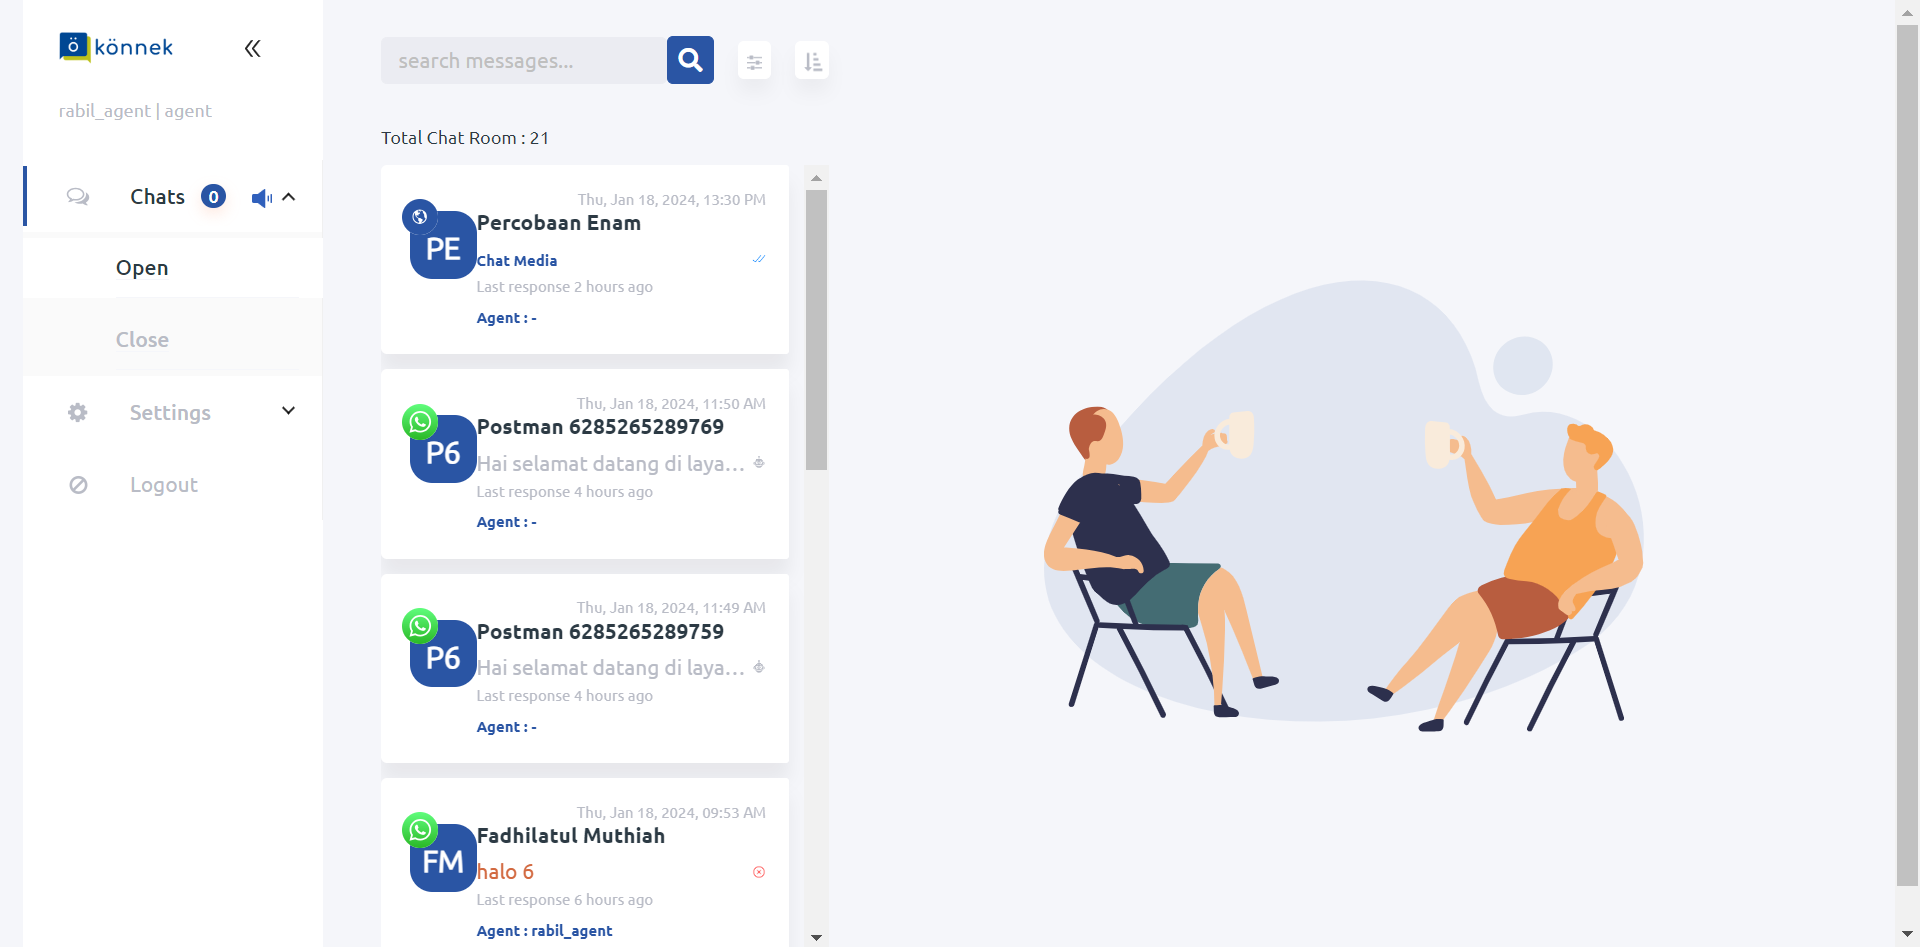 ö könnek
rabil_agent | agent
Chats 0
Open
Close
Settings
Logout
search messages...
Total Chat Room : 21
Thu, Jan 18, 2024, 13:30 PM
PE
Percobaan Enam
Chat Media
Last response 2 hours ago
Agent : -
Thu, Jan 18, 2024, 11:50 AM
P6
Postman 6285265289769
Hai selamat datang di laya...
Last response 4 hours ago
Agent : -
Thu, Jan 18, 2024, 11:49 AM
P6
Postman 6285265289759
Hai selamat datang di laya...
Last response 4 hours ago
Agent : -
Thu, Jan 18, 2024, 09:53 AM
FM
Fadhilatul Muthiah
halo 6
Last response 6 hours ago
Agent : rabil_agent